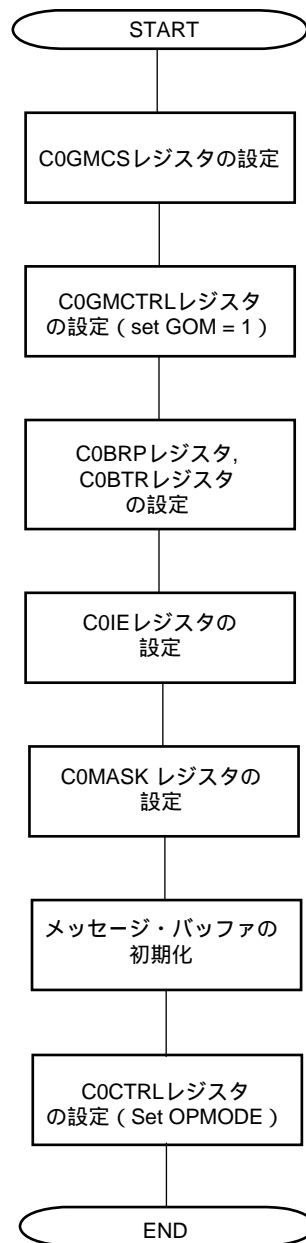 START
C0GMCSレジスタの設定
C0GMCTRLレジスタ
の設定（set GOM = 1）
C0BRPレジスタ,
C0BTRレジスタ
の設定
C0IEレジスタの
設定
C0MASK レジスタの
設定
メッセージ・バッファの
初期化
C0CTRLレジスタ
の設定（Set OPMODE）
END